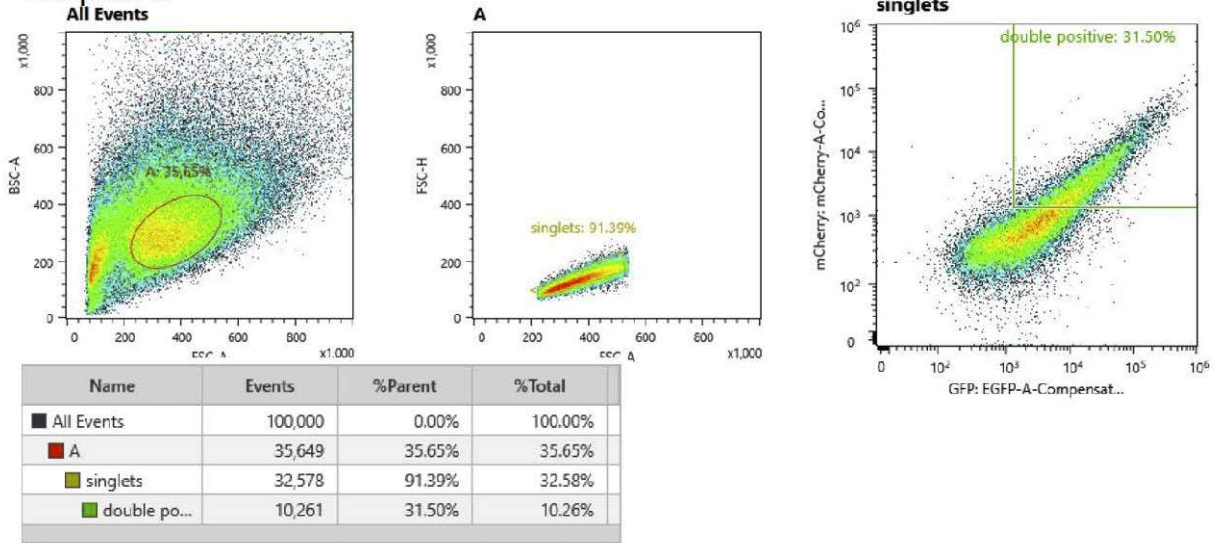 All Events
x1,000
800
600
400
200
0
BSC-A
A: 35,65%
0
200
400
600
800
FSC-A
x1,000
A
x1,000
800
600
400
200
0
FSC-H
singlets: 91.39%
0
200
400
600
800
FSC A
x1,000
singlets
10⁶
10⁵
10⁴
10³
10²
0
mCherry: mCherry-A-Co...
double positive: 31.50%
0
10²
10³
10⁴
10⁵
10⁶
GFP: EGFP-A-Compensat...
Name Events %Parent %Total
All Events 100,000 0.00% 100.00%
A 35,649 35.65% 35.65%
singlets 32,578 91.39% 32.58%
double po... 10,261 31.50% 10.26%